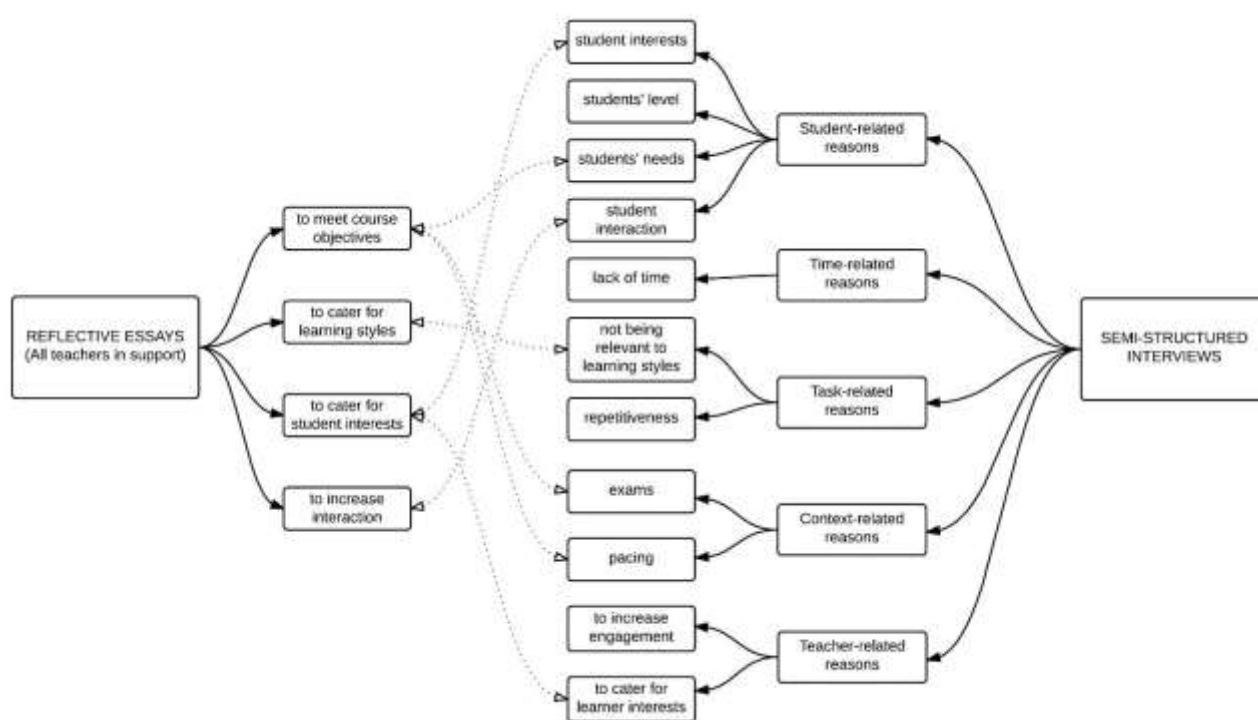 REFLECTIVE ESSAYS
(All teachers in support)
to meet course
objectives
to cater for
learning styles
to cater for
student interests
to increase
interaction
student interests
students' level
students' needs
student
interaction
lack of time
not being
relevant to
learning styles
repetitiveness
exams
pacing
to increase
engagement
to cater for
learner interests
Student-related
reasons
Time-related
reasons
Task-related
reasons
Context-related
reasons
Teacher-related
reasons
SEMI-STRUCTURED
INTERVIEWS